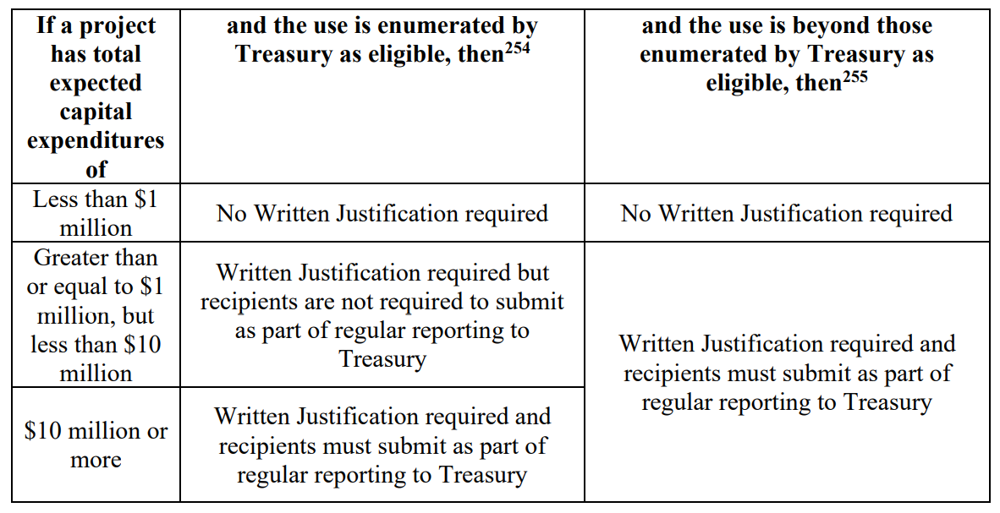 If a project
has total
expected
capital
expenditures
of
and the use is enumerated by
Treasury as eligible, then254
and the use is beyond those
enumerated by Treasury as
eligible, then255
Less than $1
million
No Written Justification required
No Written Justification required
Greater than
or equal to $1
million, but
less than $10
million
Written Justification required but
recipients are not required to submit
as part of regular reporting to
Treasury
Written Justification required and
recipients must submit as part of
regular reporting to Treasury
$10 million or
more
Written Justification required and
recipients must submit as part of
regular reporting to Treasury